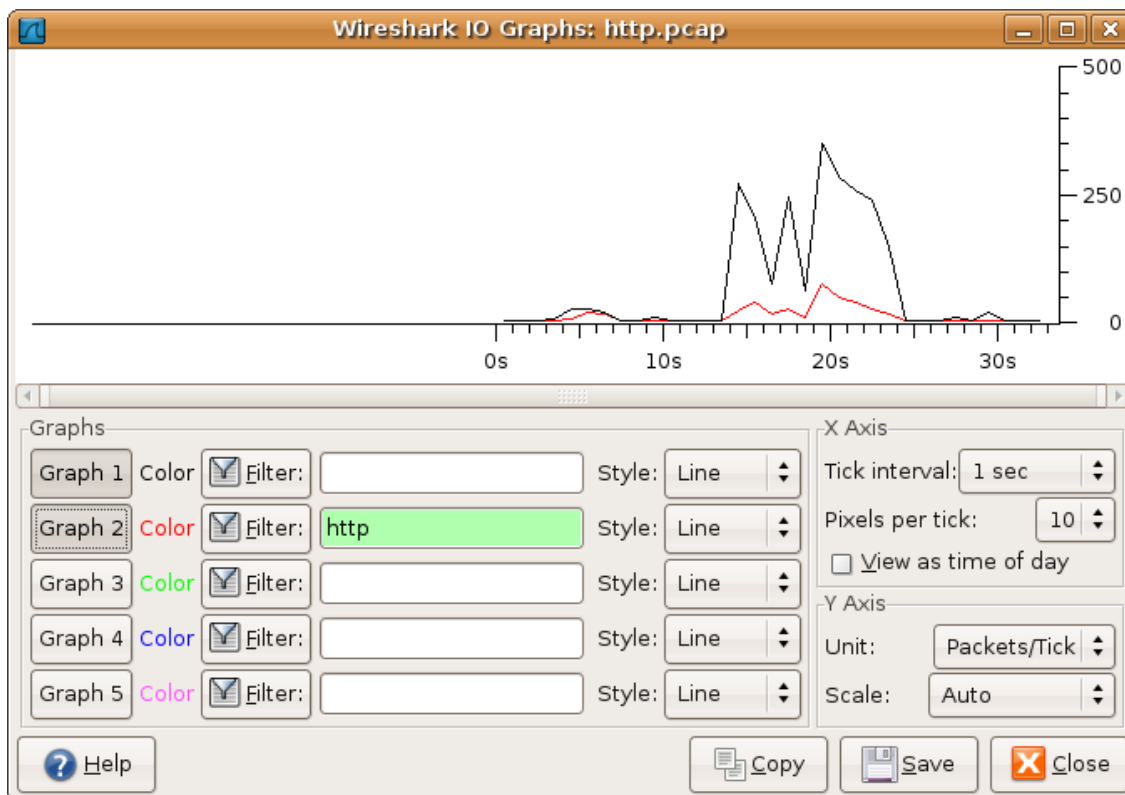 Wireshark IO Graphs: http.pcap
500
250
0
0s 10s 20s 30s
Graphs
Graph 1 Color Filter: Style: Line
Graph 2 Color Filter: http Style: Line
Graph 3 Color Filter: Style: Line
Graph 4 Color Filter: Style: Line
Graph 5 Color Filter: Style: Line
X Axis
Tick interval: 1 sec
Pixels per tick: 10
View as time of day
Y Axis
Unit: Packets/Tick
Scale: Auto
Help Copy Save Close